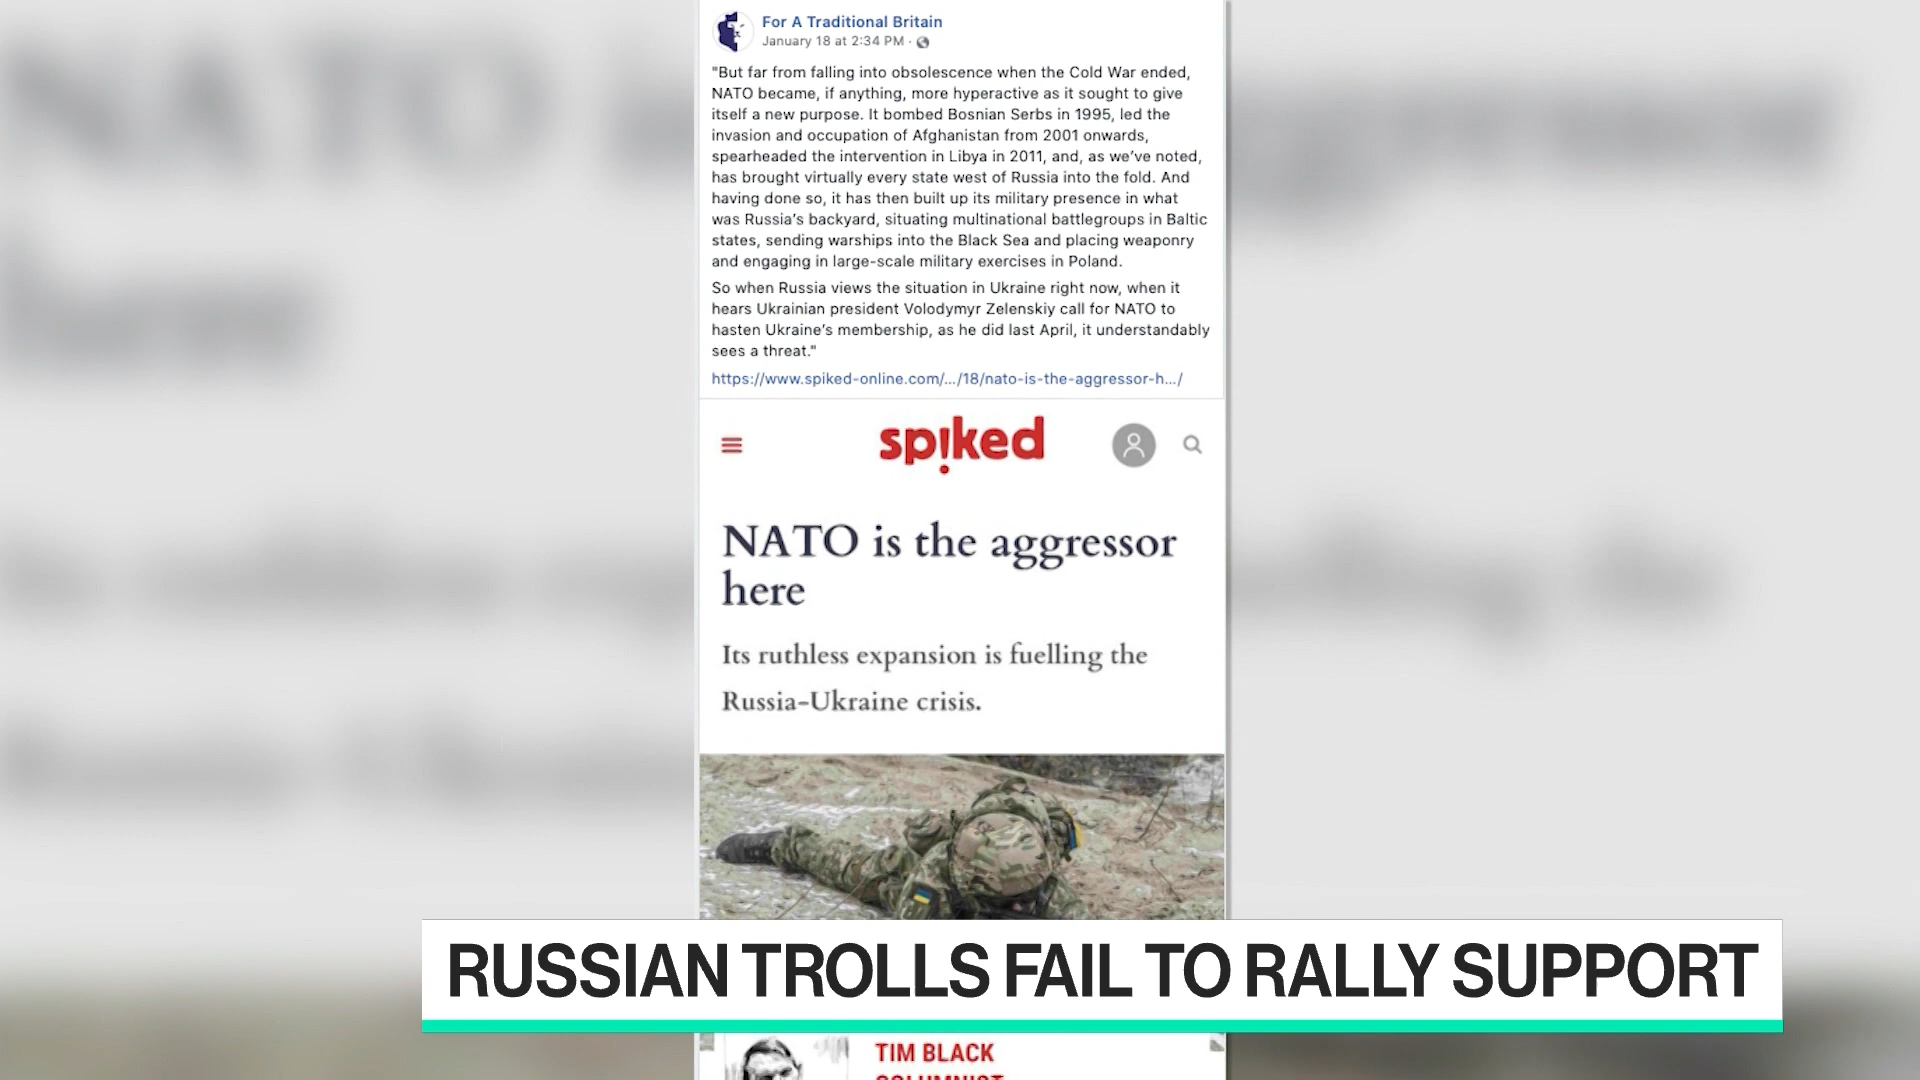 For A Traditional Britain
January 18 at 2:34 PM ·
"But far from falling into obsolescence when the Cold War ended,
NATO became, if anything, more hyperactive as it sought to give
itself a new purpose. It bombed Bosnian Serbs in 1995, led the
invasion and occupation of Afghanistan from 2001 onwards,
spearheaded the intervention in Libya in 2011, and, as we've noted,
has brought virtually every state west of Russia into the fold. And
having done so, it has then built up its military presence in what
was Russia's backyard, situating multinational battlegroups in Baltic
states, sending warships into the Black Sea and placing weaponry
and engaging in large-scale military exercises in Poland.
So when Russia views the situation in Ukraine right now, when it
hears Ukrainian president Volodymyr Zelenskiy call for NATO to
hasten Ukraine's membership, as he did last April, it understandably
sees a threat."
https://www.spiked-online.com/.../18/nato-is-the-aggressor-h.../
sp!ked
NATO is the aggressor
here
Its ruthless expansion is fuelling the
Russia-Ukraine crisis.
RUSSIAN TROLLS FAIL TO RALLY SUPPORT
TIM BLACK
COLUMNIST